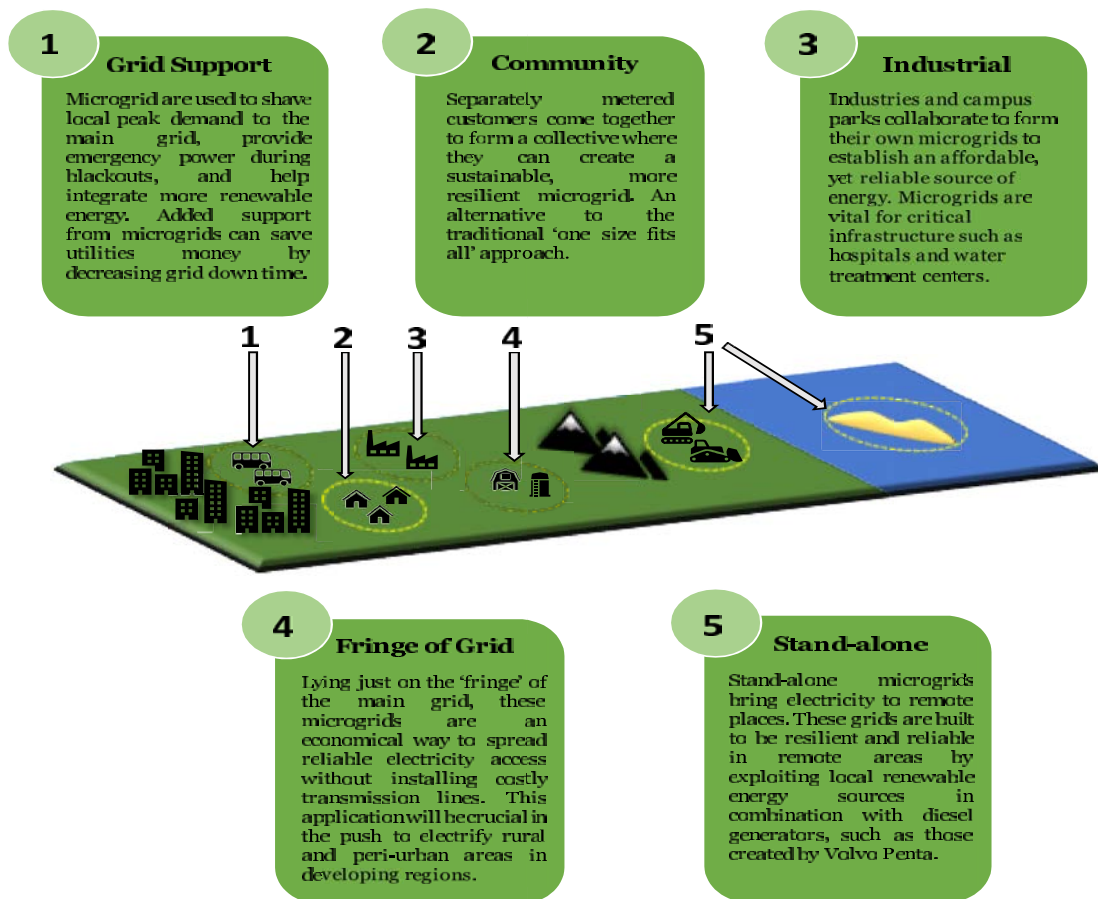 1
Grid Support
Microgrid are used to shave
local peak demand to the
main grid, provide
emergency power during
blackouts, and help
integrate more renewable
energy. Added support
from microgrids can save
utilities money by
decreasing grid down time.
2
Community
Separately metered
customers come together
to form a collective where
they can create a
sustainable, more
resilient microgrid. An
alternative to the
traditional ‘one size fits
all’ approach.
3
Industrial
Industries and campus
parks collaborate to form
their own microgrids to
establish an affordable,
yet reliable source of
energy. Microgrids are
vital for critical
infrastructure such as
hospitals and water
treatment centers.
1
2
3
4
5
4
Fringe of Grid
Lying just on the ‘fringe’ of
the main grid, these
microgrids are an
economical way to spread
reliable electricity access
without installing costly
transmission lines. This
application will be crucial in
the push to electrify rural
and peri-urban areas in
developing regions.
5
Stand-alone
Stand-alone microgrids
bring electricity to remote
places. These grids are built
to be resilient and reliable
in remote areas by
exploiting local renewable
energy sources in
combination with diesel
generators, such as those
created by Volvo Penta.